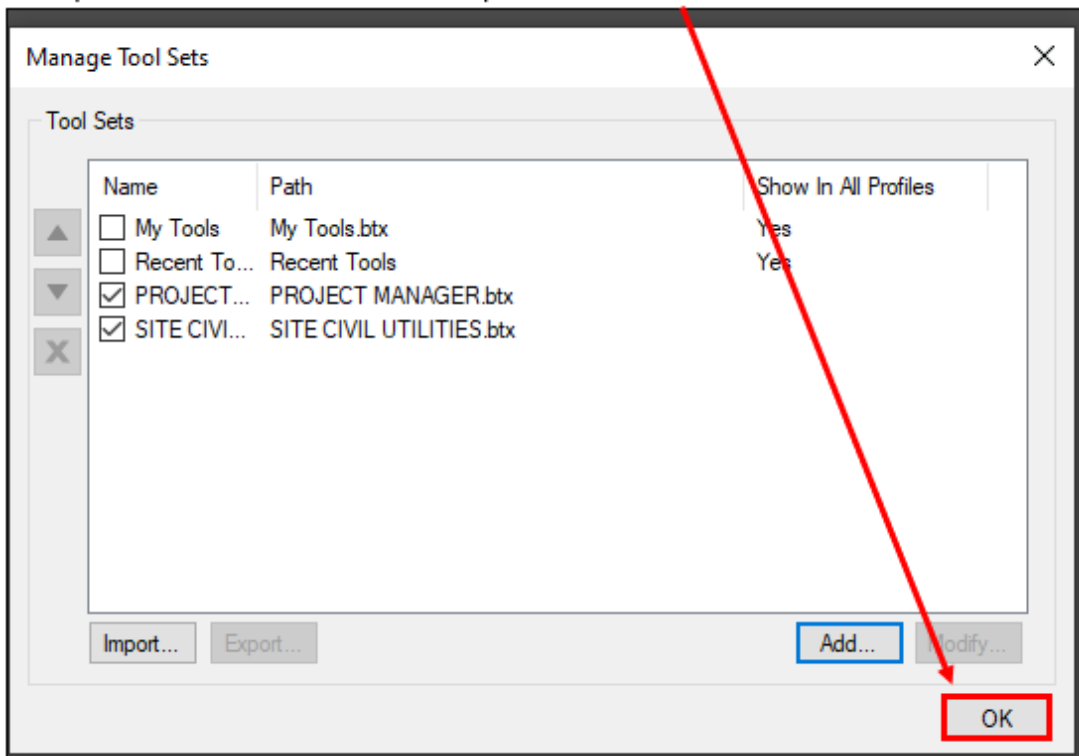 Manage Tool Sets
Tool Sets
Name Path Show In All Profiles
My Tools My Tools.btx Yes
Recent To... Recent Tools Yes
PROJECT... PROJECT MANAGER.btx
SITE CIVI... SITE CIVIL UTILITIES.btx
Import... Export... Add... Modify...
OK